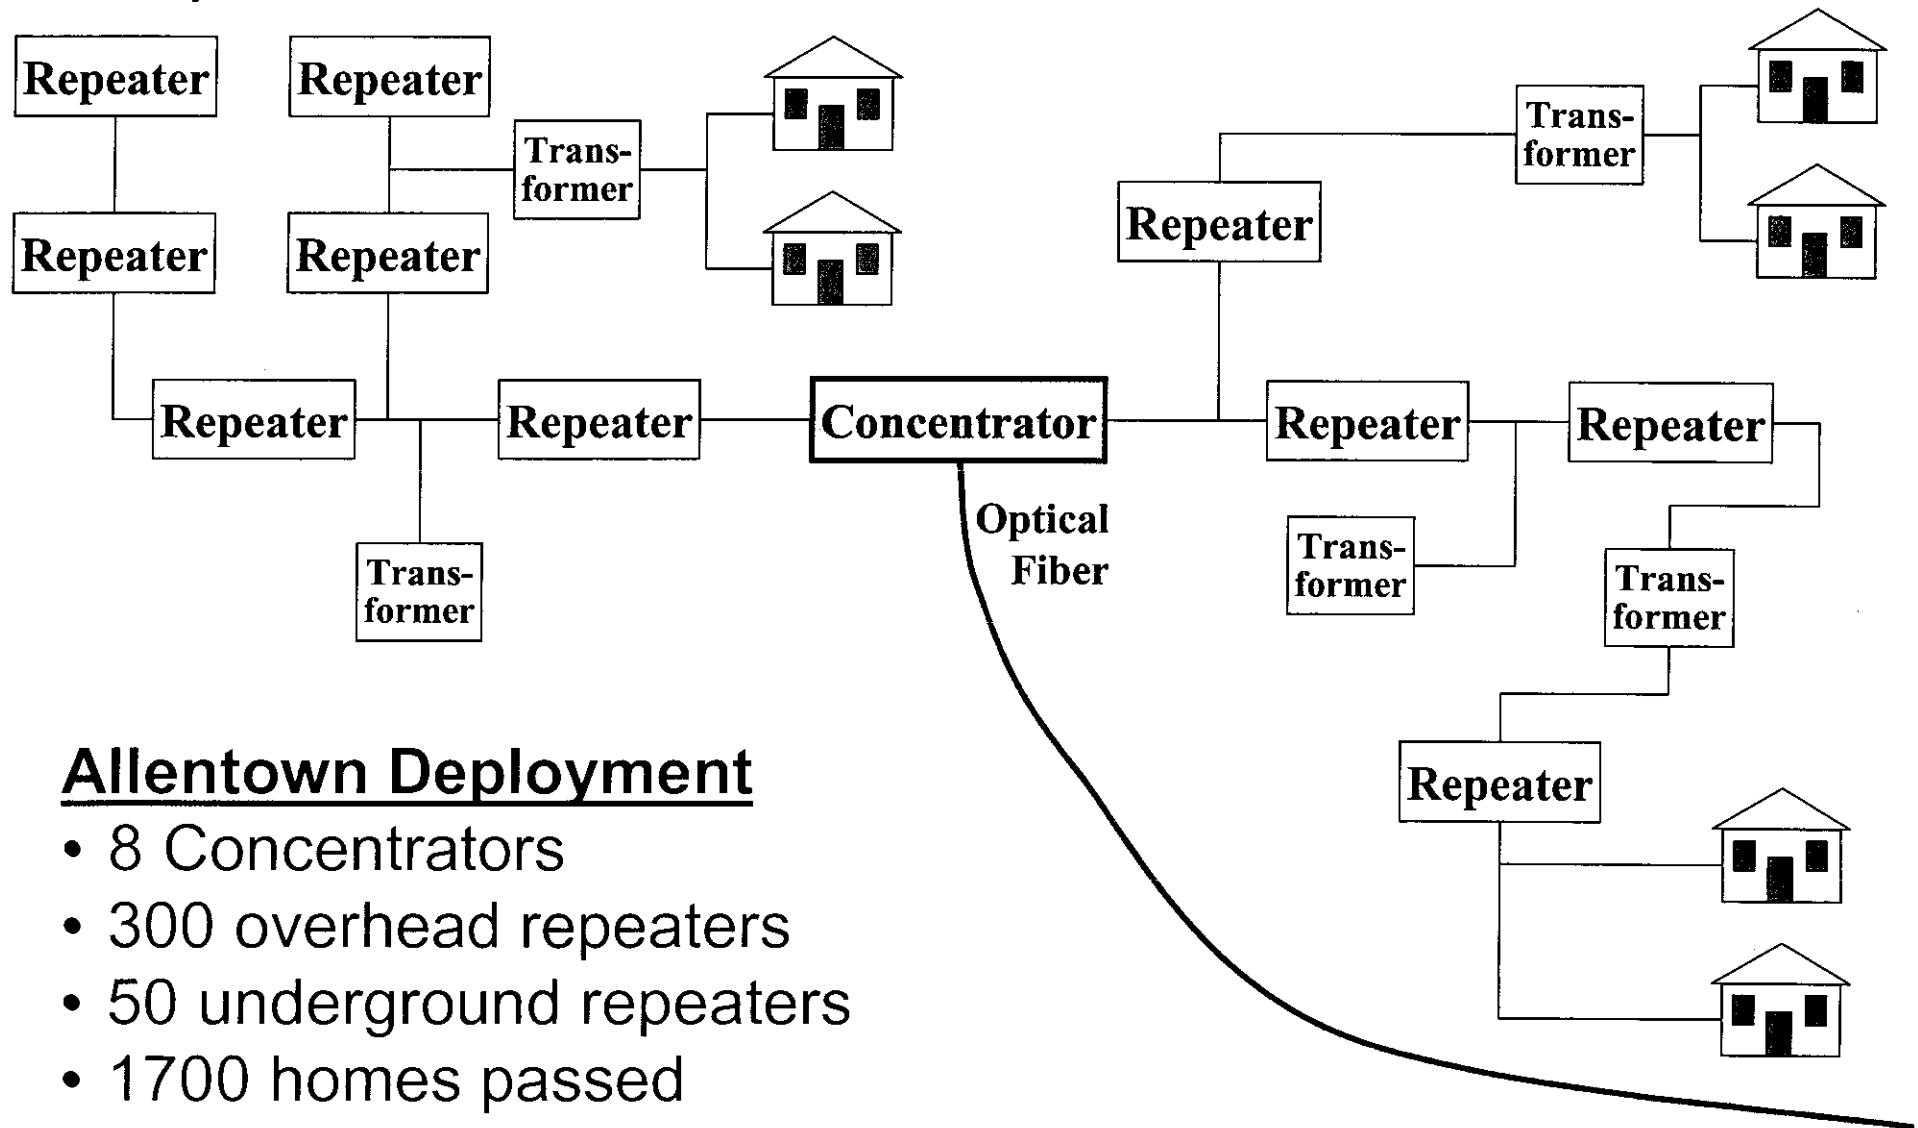 Repeater
Repeater
Trans-
former
Trans-
former
Repeater
Repeater
Repeater
Repeater
Repeater
Concentrator
Repeater
Repeater
Optical
Fiber
Trans-
former
Trans-
former
Trans-
former
Repeater
Allentown Deployment
• 8 Concentrators
• 300 overhead repeaters
• 50 underground repeaters
• 1700 homes passed